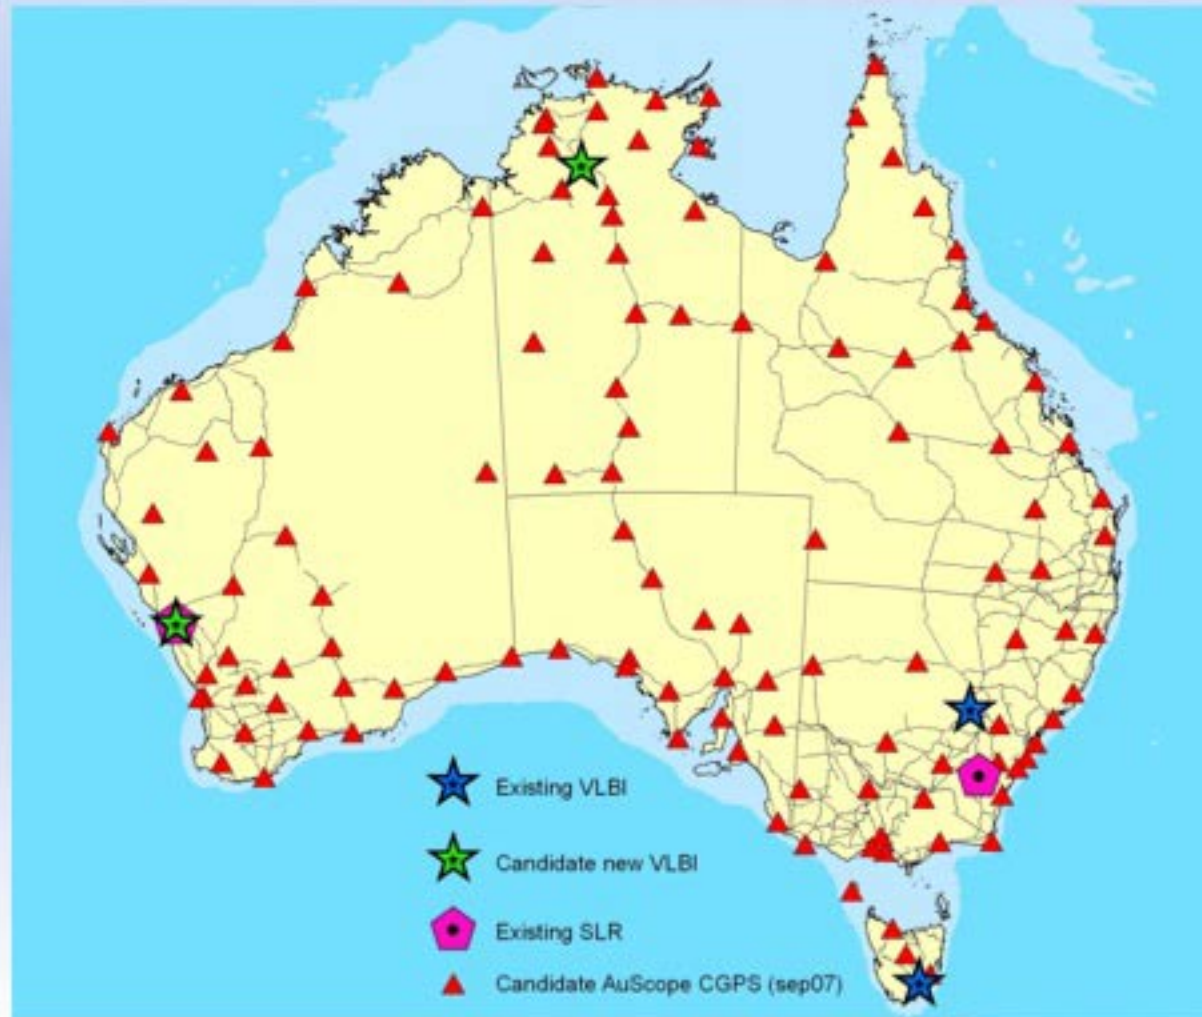 Existing VLBI
Candidate new VLBI
Existing SLR
Candidate AuScope CGPS (sep07)